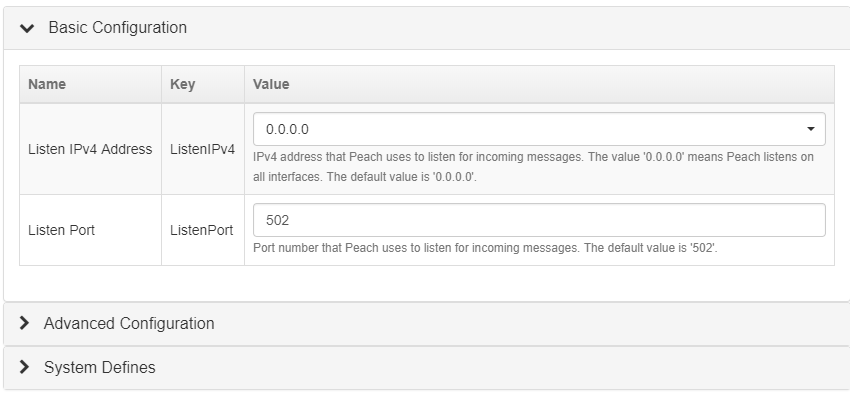 Basic Configuration
Name Key Value
Listen IPv4 Address ListenIPv4 0.0.0.0
IPv4 address that Peach uses to listen for incoming messages. The value '0.0.0.0' means Peach listens on
all interfaces. The default value is '0.0.0.0'.
Listen Port ListenPort 502
Port number that Peach uses to listen for incoming messages. The default value is '502'.
Advanced Configuration
System Defines